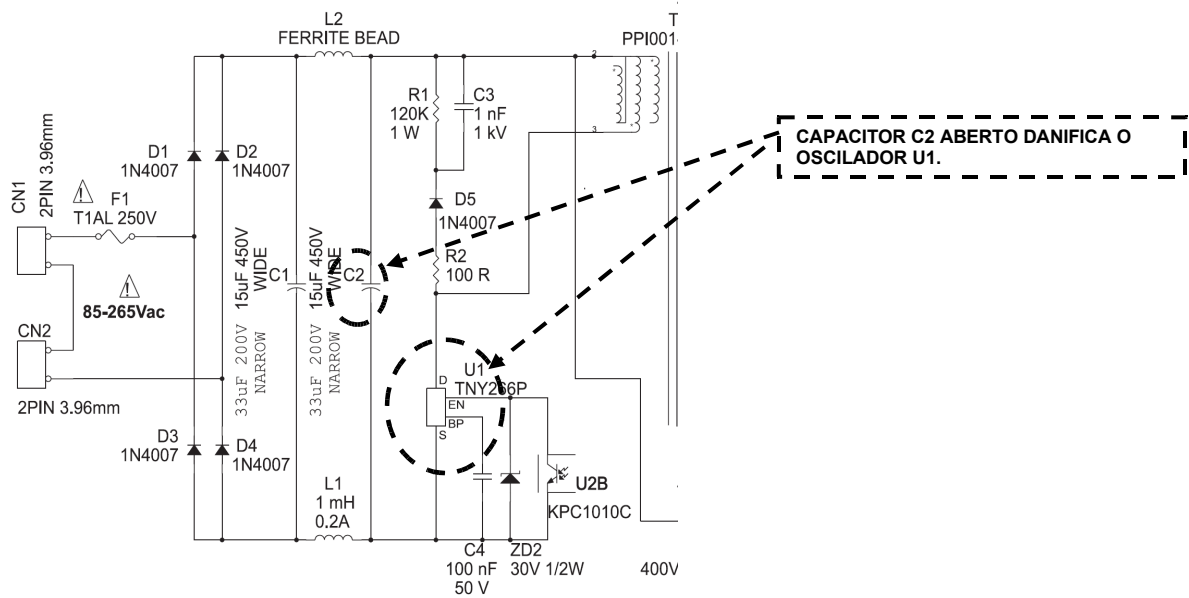 L2
FERRITE BEAD
T
PPI001
2
3
R1
120K
1 W
C3
1 nF
1 kV
CAPACITOR C2 ABERTO DANIFICA O
OSCILADOR U1.
D1
1N4007
D2
1N4007
CN1
2PIN 3.96mm
F1
T1AL 250V
D5
1N4007
R2
100 R
15uF 450V
WIDE
C1
15uF 450V
WIDE
C2
85-265Vac
CN2
2PIN 3.96mm
33uF 200V
NARROW
33uF 200V
NARROW
U1
TNY266P
D
EN
BP
S
D3
1N4007
D4
1N4007
L1
1 mH
0.2A
U2B
KPC1010C
C4
100 nF
50 V
ZD2
30V 1/2W
400V